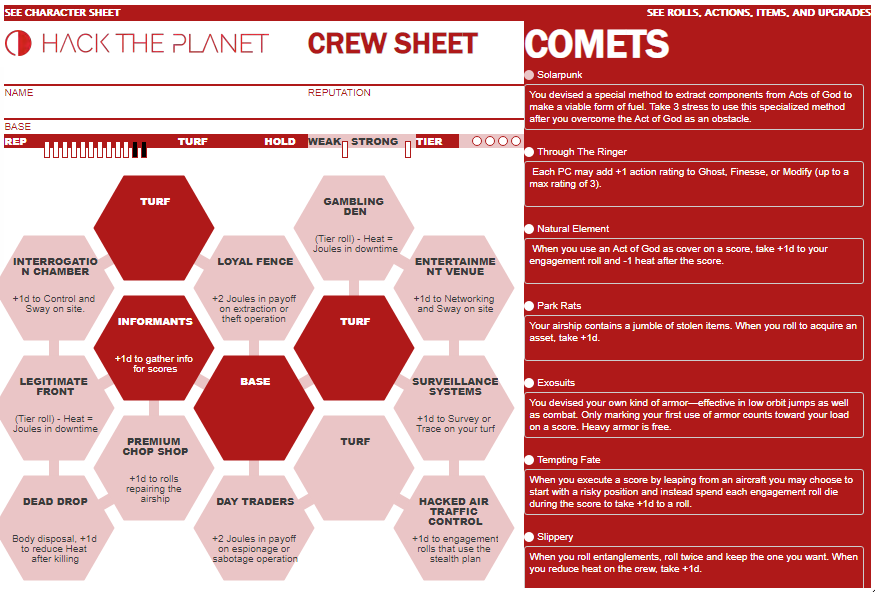 SEE CHARACTER SHEET
SEE ROLLS, ACTIONS, ITEMS, AND UPGRADES
HACK THE PLANET
CREW SHEET
NAME
REPUTATION
BASE
REP
TURF
HOLD
WEAK
STRONG
TIER
TURF
GAMBLING
DEN
(Tier roll) - Heat =
Joules in downtime
INTERROGATIO
N CHAMBER
+1d to Control and
Sway on site.
LOYAL FENCE
+2 Joules in payoff
on extraction or
theft operation
ENTERTAINME
NT VENUE
+1d to Networking
and Sway on site
INFORMANTS
+1d to gather info
for scores
TURF
LEGITIMATE
FRONT
(Tier roll) - Heat =
Joules in downtime
BASE
SURVEILLANCE
SYSTEMS
+1d to Survey or
Trace on your turf
PREMIUM
CHOP SHOP
+1d to rolls
repairing the
airship
TURF
DEAD DROP
Body disposal, +1d
to reduce Heat
after killing
DAY TRADERS
+2 Joules in payoff
on espionage or
sabotage operation
HACKED AIR
TRAFFIC
CONTROL
+1d to engagement
rolls that use the
stealth plan
COMETS
Solarpunk
You devised a special method to extract components from Acts of God to
make a viable form of fuel. Take 3 stress to use this specialized method
after you overcome the Act of God as an obstacle.
Through The Ringer
Each PC may add +1 action rating to Ghost, Finesse, or Modify (up to a
max rating of 3).
Natural Element
When you use an Act of God as cover on a score, take +1d to your
engagement roll and -1 heat after the score.
Park Rats
Your airship contains a jumble of stolen items. When you roll to acquire an
asset, take +1d.
Exosuits
You devised your own kind of armor—effective in low orbit jumps as well
as combat. Only marking your first use of armor counts toward your load
on a score. Heavy armor is free.
Tempting Fate
When you execute a score by leaping from an aircraft you may choose to
start with a risky position and instead spend each engagement roll die
during the score to take +1d to a roll.
Slippery
When you roll entanglements, roll twice and keep the one you want. When
you reduce heat on the crew, take +1d.